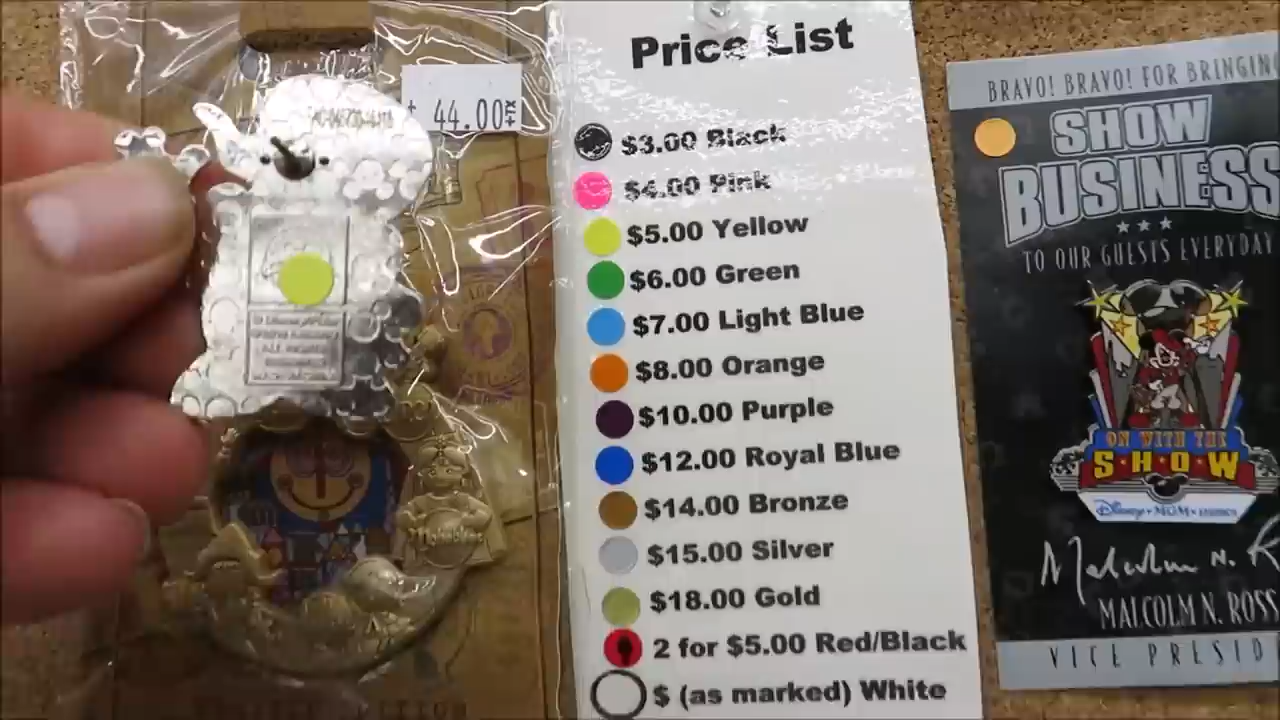 $ 44.00
Price List
$3.00 Black
$4.00 Pink
$5.00 Yellow
$6.00 Green
$7.00 Light Blue
$8.00 Orange
$10.00 Purple
$12.00 Royal Blue
$14.00 Bronze
$15.00 Silver
$18.00 Gold
2 for $5.00 Red/Black
$ (as marked) White
BRAVO! BRAVO! FOR BRINGING
SHOW
BUSINESS
TO OUR GUESTS EVERYDAY
ON WITH THE
SHOW
Disney MGM
Malcolm N.
MALCOLM N. ROSS
VICE PRESID